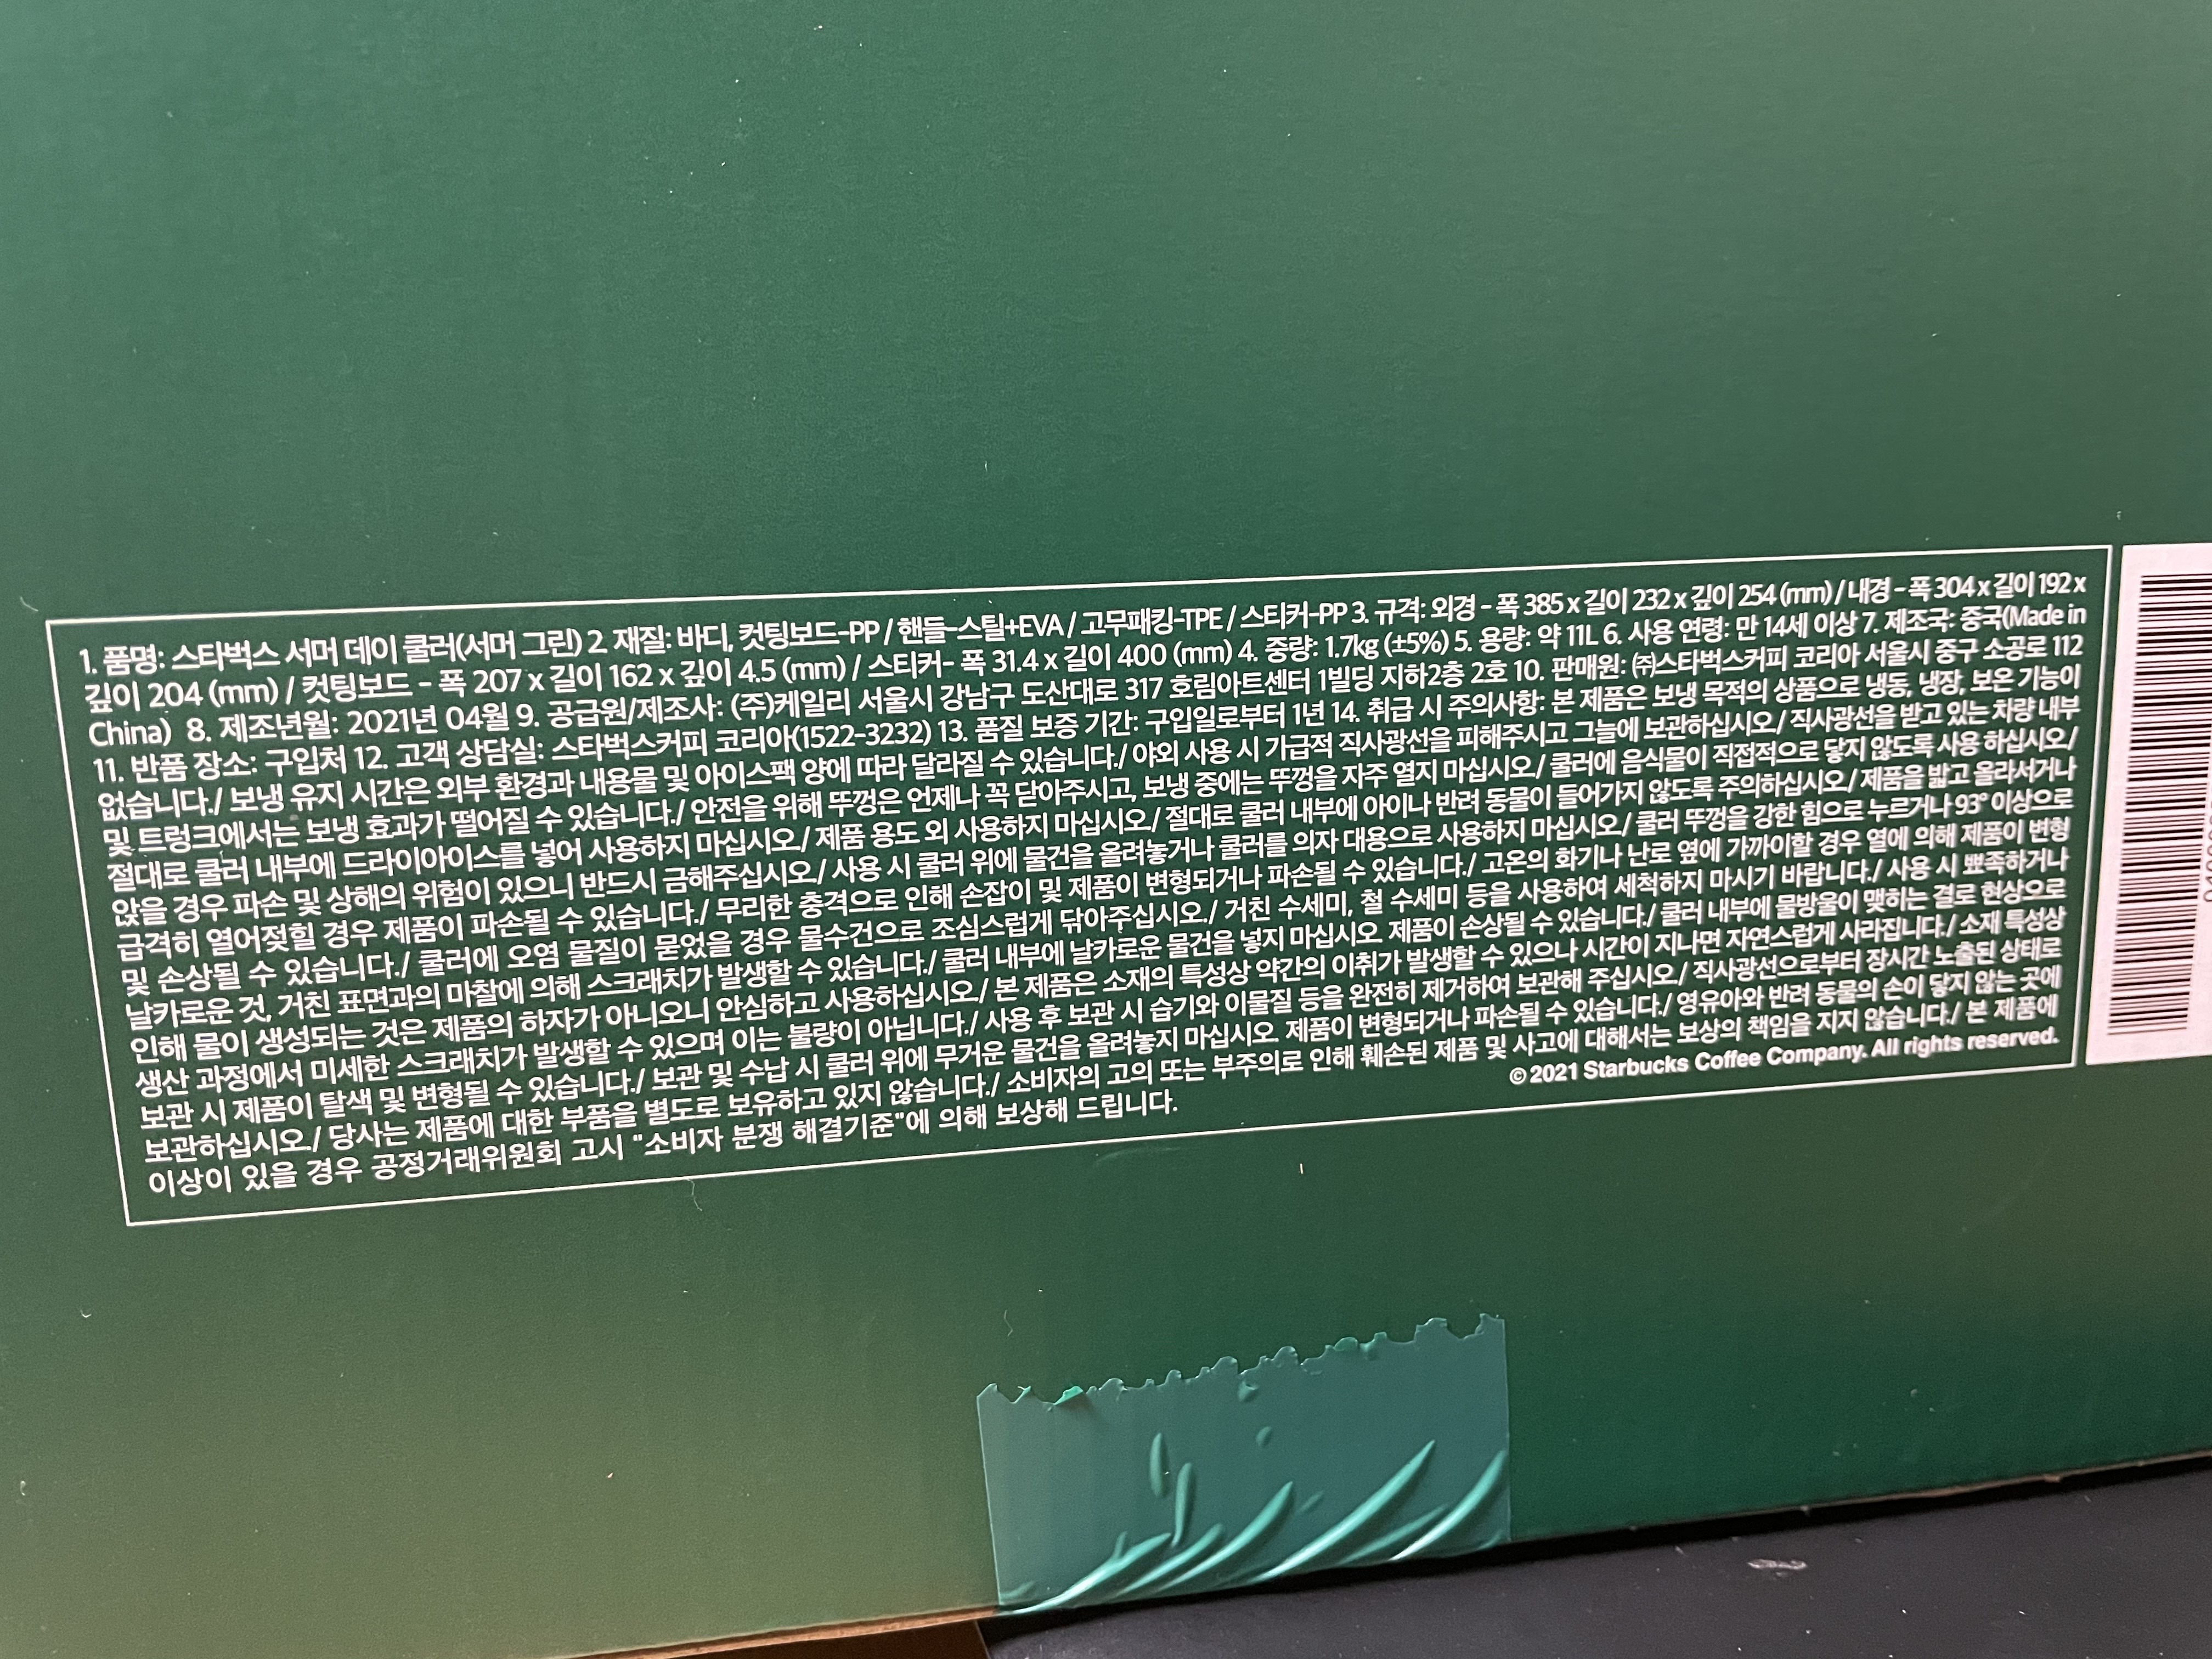 1. 품명: 스타벅스 서머 데이 쿨러(서머 그린) 2. 재질: 바디, 컷팅보드-PP / 핸들-스틸+EVA / 고무패킹-TPE / 스티커-PP 3. 규격: 외경 - 폭 385 x 길이 232 x 깊이 254 (mm) / 내경 - 폭 304 x 길이 192 x
깊이 204 (mm) / 컷팅보드 - 폭 207 x 길이 162 x 깊이 4.5 (mm) / 스티커- 폭 31.4 x 길이 400 (mm) 4. 중량: 1.7kg (±5%) 5. 용량: 약 11L 6. 사용 연령: 만 14세 이상 7. 제조국: 중국(Made in
China) 8. 제조년월: 2021년 04월 9. 공급원/제조사: (주)케일리 서울시 강남구 도산대로 317 호림아트센터 1빌딩 지하2층 2호 10. 판매원: ㈜스타벅스커피 코리아 서울시 중구 소공로 112
11. 반품 장소: 구입처 12. 고객 상담실: 스타벅스커피 코리아(1522-3232) 13. 품질 보증 기간: 구입일로부터 1년 14. 취급 시 주의사항: 본 제품은 보냉 목적의 상품으로 냉동, 냉장, 보온 기능이
없습니다./ 보냉 유지 시간은 외부 환경과 내용물 및 아이스팩 양에 따라 달라질 수 있습니다./ 야외 사용 시 가급적 직사광선을 피해주시고 그늘에 보관하십시오/ 직사광선을 받고 있는 차량 내부
및 트렁크에서는 보냉 효과가 떨어질 수 있습니다./ 안전을 위해 뚜껑은 언제나 꼭 닫아주시고, 보냉 중에는 뚜껑을 자주 열지 마십시오/ 쿨러에 음식물이 직접적으로 닿지 않도록 사용 하십시오/
절대로 쿨러 내부에 드라이아이스를 넣어 사용하지 마십시오/ 제품 용도 외 사용하지 마십시오/ 절대로 쿨러 내부에 아이나 반려 동물이 들어가지 않도록 주의하십시오/ 제품을 밟고 올라서거나
앉을 경우 파손 및 상해의 위험이 있으니 반드시 금해주십시오./ 사용 시 쿨러 위에 물건을 올려놓거나 쿨러를 의자 대용으로 사용하지 마십시오/ 쿨러 뚜껑을 강한 힘으로 누르거나 93° 이상으로
급격히 열어젖힐 경우 제품이 파손될 수 있습니다./ 무리한 충격으로 인해 손잡이 및 제품이 변형되거나 파손될 수 있습니다./ 고온의 화기나 난로 옆에 가까이할 경우 열에 의해 제품이 변형
및 손상될 수 있습니다./ 쿨러에 오염 물질이 묻었을 경우 물수건으로 조심스럽게 닦아주십시오./ 거친 수세미, 철 수세미 등을 사용하여 세척하지 마시기 바랍니다./ 사용 시 뾰족하거나
날카로운 것, 거친 표면과의 마찰에 의해 스크래치가 발생할 수 있습니다./ 쿨러 내부에 날카로운 물건을 넣지 마십시오. 제품이 손상될 수 있습니다./ 쿨러 내부에 물방울이 맺히는 결로 현상으로
인해 물이 생성되는 것은 제품의 하자가 아니오니 안심하고 사용하십시오./ 본 제품은 소재의 특성상 약간의 이취가 발생할 수 있으나 시간이 지나면 자연스럽게 사라집니다./ 소재 특성상
생산 과정에서 미세한 스크래치가 발생할 수 있으며 이는 불량이 아닙니다./ 사용 후 보관 시 습기와 이물질 등을 완전히 제거하여 보관해 주십시오./ 직사광선으로부터 장시간 노출된 상태로
보관 시 제품이 탈색 및 변형될 수 있습니다./ 보관 및 수납 시 쿨러 위에 무거운 물건을 올려놓지 마십시오. 제품이 변형되거나 파손될 수 있습니다./ 영유아와 반려 동물의 손이 닿지 않는 곳에
보관하십시오./ 당사는 제품에 대한 부품을 별도로 보유하고 있지 않습니다./ 소비자의 고의 또는 부주의로 인해 훼손된 제품 및 사고에 대해서는 보상의 책임을 지지 않습니다./ 본 제품에
이상이 있을 경우 공정거래위원회 고시 "소비자 분쟁 해결기준"에 의해 보상해 드립니다.
© 2021 Starbucks Coffee Company. All rights reserved.